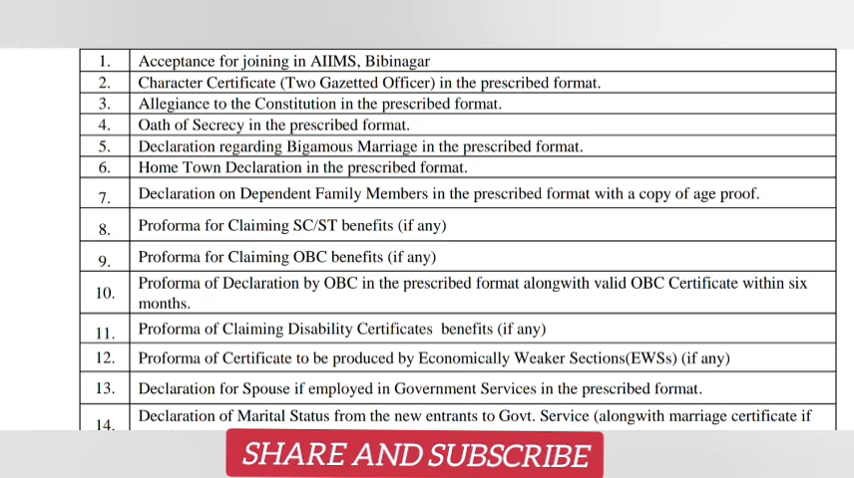 1. Acceptance for joining in AIIMS, Bibinagar
2. Character Certificate (Two Gazetted Officer) in the prescribed format.
3. Allegiance to the Constitution in the prescribed format.
4. Oath of Secrecy in the prescribed format.
5. Declaration regarding Bigamous Marriage in the prescribed format.
6. Home Town Declaration in the prescribed format.
7. Declaration on Dependent Family Members in the prescribed format with a copy of age proof.
8. Proforma for Claiming SC/ST benefits (if any)
9. Proforma for Claiming OBC benefits (if any)
10. Proforma of Declaration by OBC in the prescribed format alongwith valid OBC Certificate within six
months.
11. Proforma of Claiming Disability Certificates benefits (if any)
12. Proforma of Certificate to be produced by Economically Weaker Sections(EWSs) (if any)
13. Declaration for Spouse if employed in Government Services in the prescribed format.
14. Declaration of Marital Status from the new entrants to Govt. Service (alongwith marriage certificate if
SHARE AND SUBSCRIBE